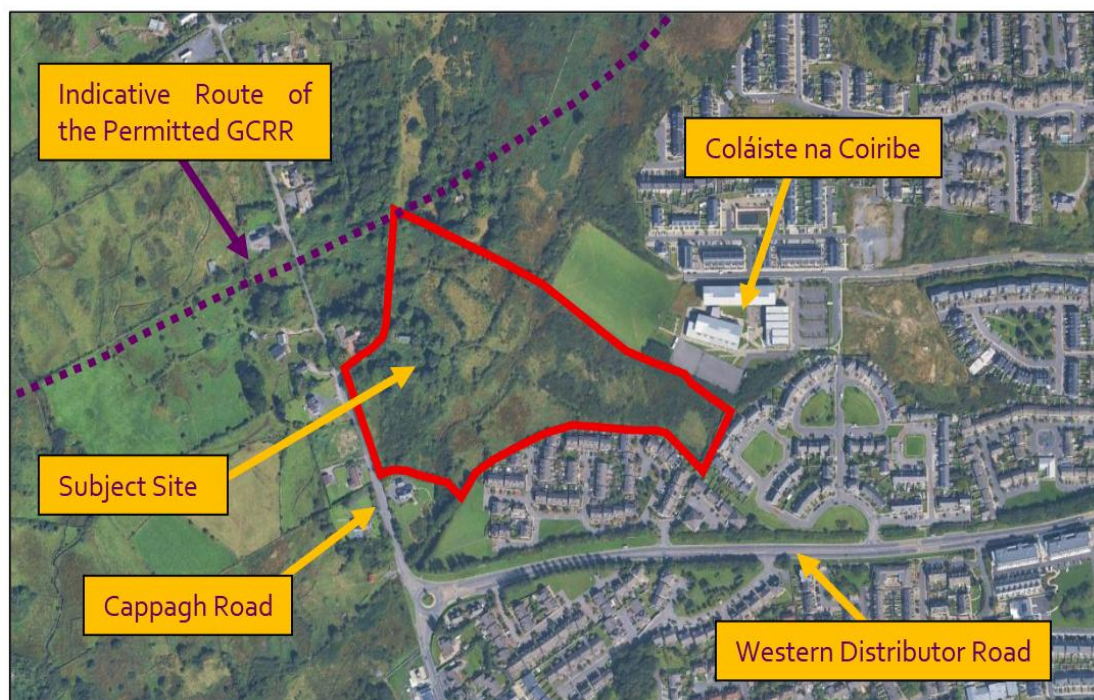 Indicative Route of
the Permitted GCRR
Coláiste na Coiribe
Subject Site
Cappagh Road
Western Distributor Road